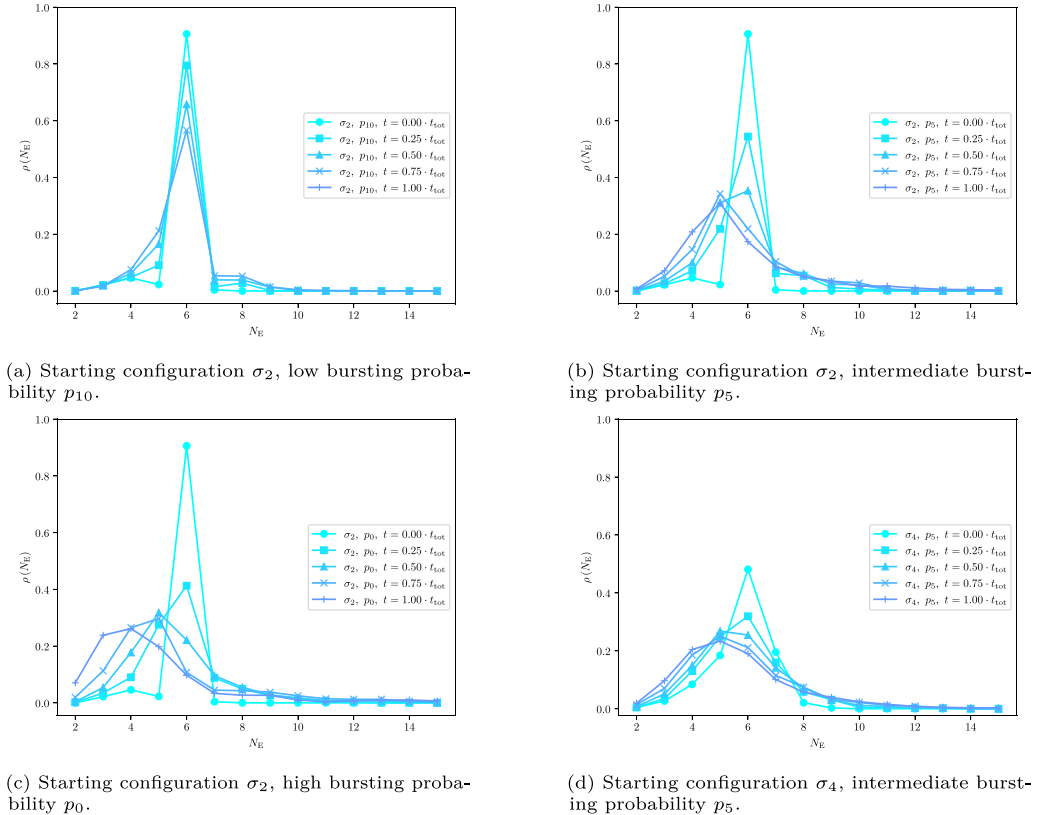 1.0
0.8
0.6
0.4
0.2
0.0
ρ (N_E)
2 4 6 8 10 12 14
N_E
σ₂, p₁₀, t = 0.00 · t_tot
σ₂, p₁₀, t = 0.25 · t_tot
σ₂, p₁₀, t = 0.50 · t_tot
σ₂, p₁₀, t = 0.75 · t_tot
σ₂, p₁₀, t = 1.00 · t_tot
(a) Starting configuration σ₂, low bursting proba-
bility p₁₀.
1.0
0.8
0.6
0.4
0.2
0.0
ρ (N_E)
2 4 6 8 10 12 14
N_E
σ₂, p₅, t = 0.00 · t_tot
σ₂, p₅, t = 0.25 · t_tot
σ₂, p₅, t = 0.50 · t_tot
σ₂, p₅, t = 0.75 · t_tot
σ₂, p₅, t = 1.00 · t_tot
(b) Starting configuration σ₂, intermediate burst-
ing probability p₅.
1.0
0.8
0.6
0.4
0.2
0.0
ρ (N_E)
2 4 6 8 10 12 14
N_E
σ₂, p₀, t = 0.00 · t_tot
σ₂, p₀, t = 0.25 · t_tot
σ₂, p₀, t = 0.50 · t_tot
σ₂, p₀, t = 0.75 · t_tot
σ₂, p₀, t = 1.00 · t_tot
(c) Starting configuration σ₂, high bursting proba-
bility p₀.
1.0
0.8
0.6
0.4
0.2
0.0
ρ (N_E)
2 4 6 8 10 12 14
N_E
σ₄, p₅, t = 0.00 · t_tot
σ₄, p₅, t = 0.25 · t_tot
σ₄, p₅, t = 0.50 · t_tot
σ₄, p₅, t = 0.75 · t_tot
σ₄, p₅, t = 1.00 · t_tot
(d) Starting configuration σ₄, intermediate burst-
ing probability p₅.